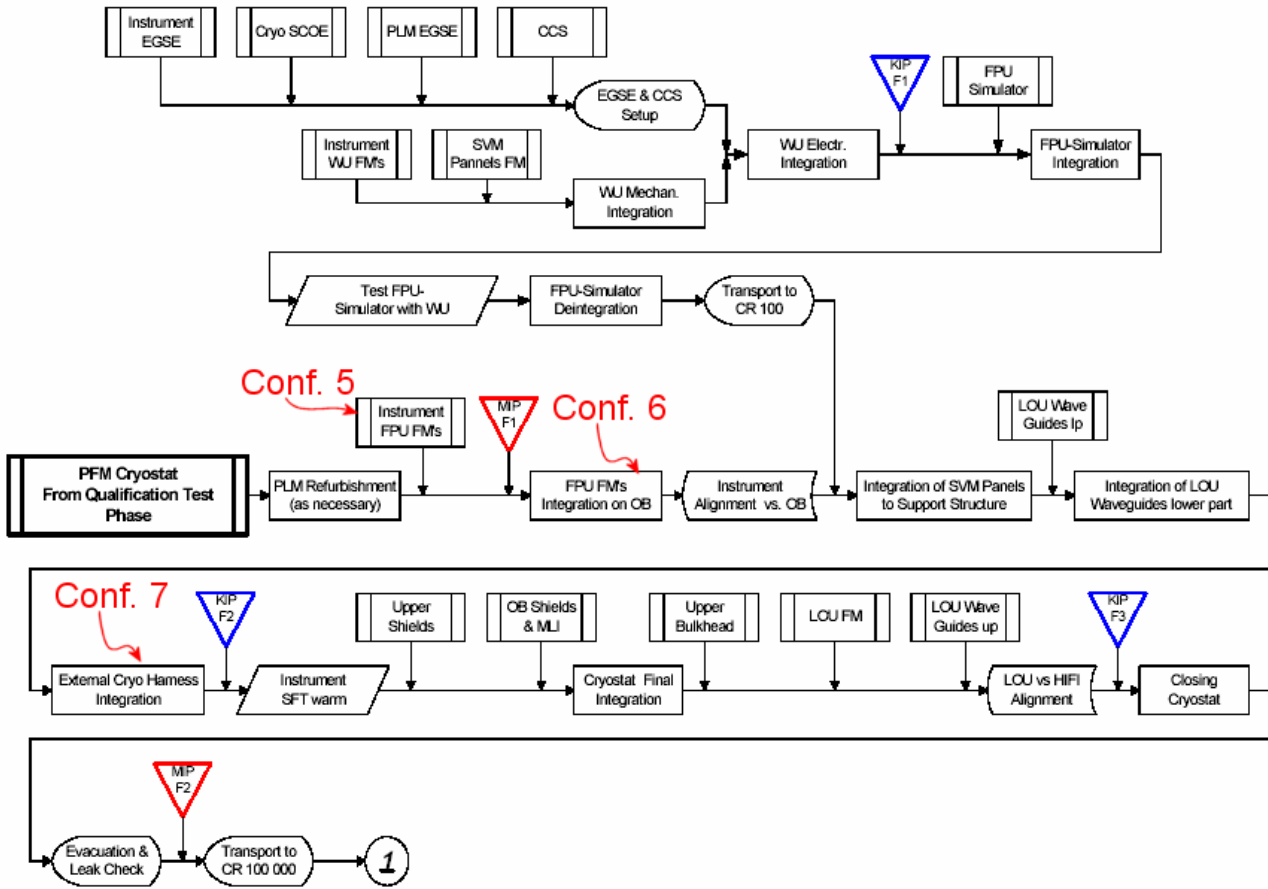 Instrument
EGSE
Cryo SCOE
PLM EGSE
CCS
EGSE & CCS
Setup
KIP
F1
FPU
Simulator
Instrument
WU FM's
SVM
Pannels FM
WU Mechan.
Integration
WU Electr.
Integration
FPU-Simulator
Integration
Test FPU-
Simulator with WU
FPU-Simulator
Deintegration
Transport to
CR 100
Conf. 5
Instrument
FPU FM's
MIP
F1
Conf. 6
LOU Wave
Guides lp
PFM Cryostat
From Qualification Test
Phase
PLM Refurbishment
(as necessary)
FPU FM's
Integration on OB
Instrument
Alignment vs. OB
Integration of SVM Panels
to Support Structure
Integration of LOU
Waveguides lower part
Conf. 7
KIP
F2
Upper
Shields
OB Shields
& MLI
Upper
Bulkhead
LOU FM
LOU Wave
Guides up
KIP
F3
External Cryo Harness
Integration
Instrument
SFT warm
Cryostat Final
Integration
LOU vs HIFI
Alignment
Closing
Cryostat
MIP
F2
Evacuation &
Leak Check
Transport to
CR 100 000
1